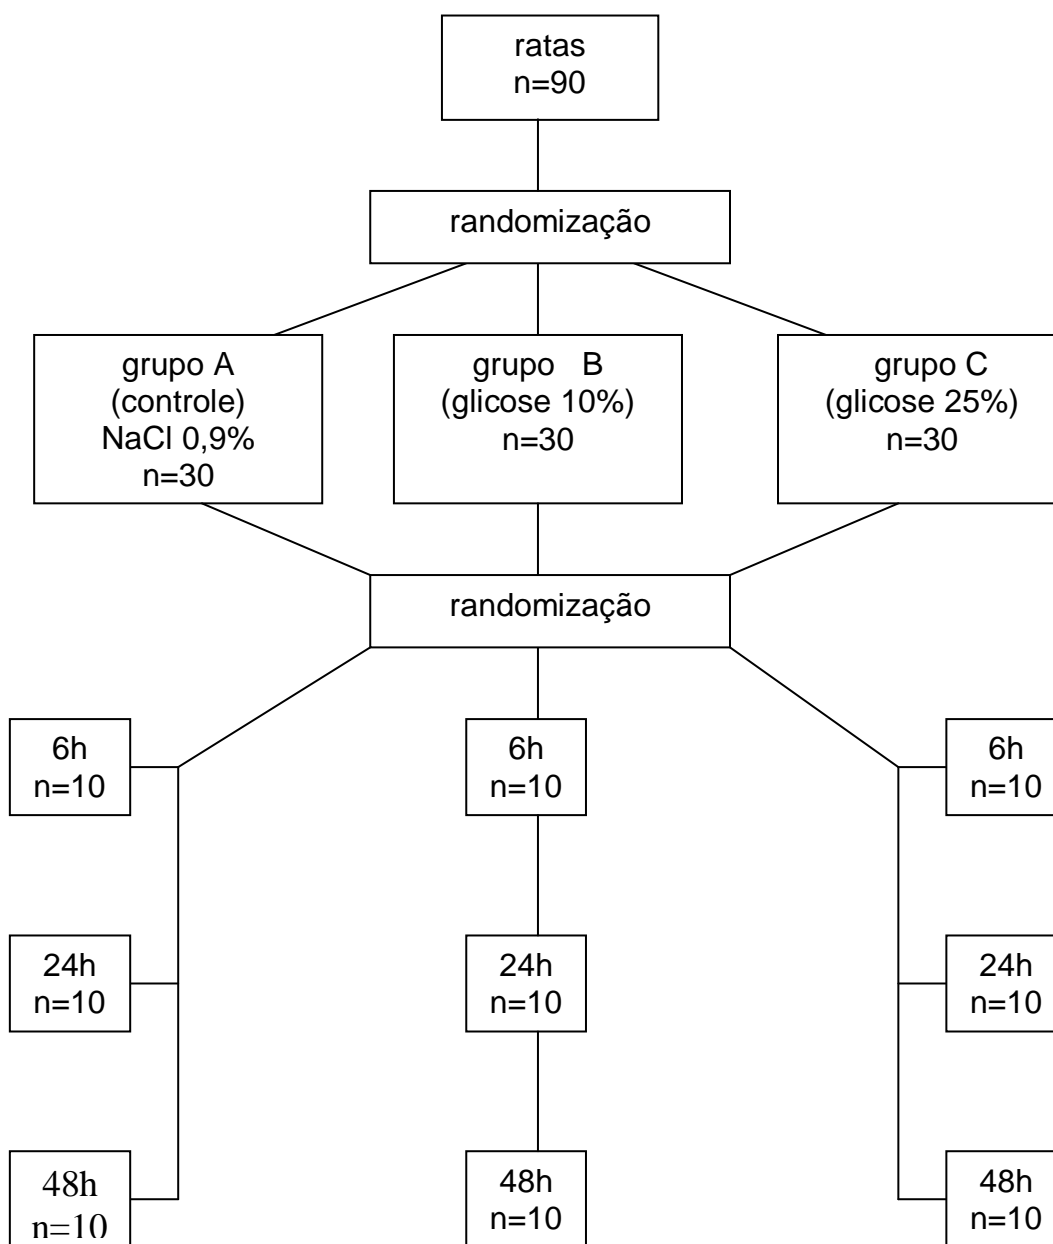 ratas
n=90
randomização
grupo A
(controle)
NaCl 0,9%
n=30
grupo B
(glicose 10%)
n=30
grupo C
(glicose 25%)
n=30
randomização
6h
n=10
6h
n=10
6h
n=10
24h
n=10
24h
n=10
24h
n=10
48h
n=10
48h
n=10
48h
n=10